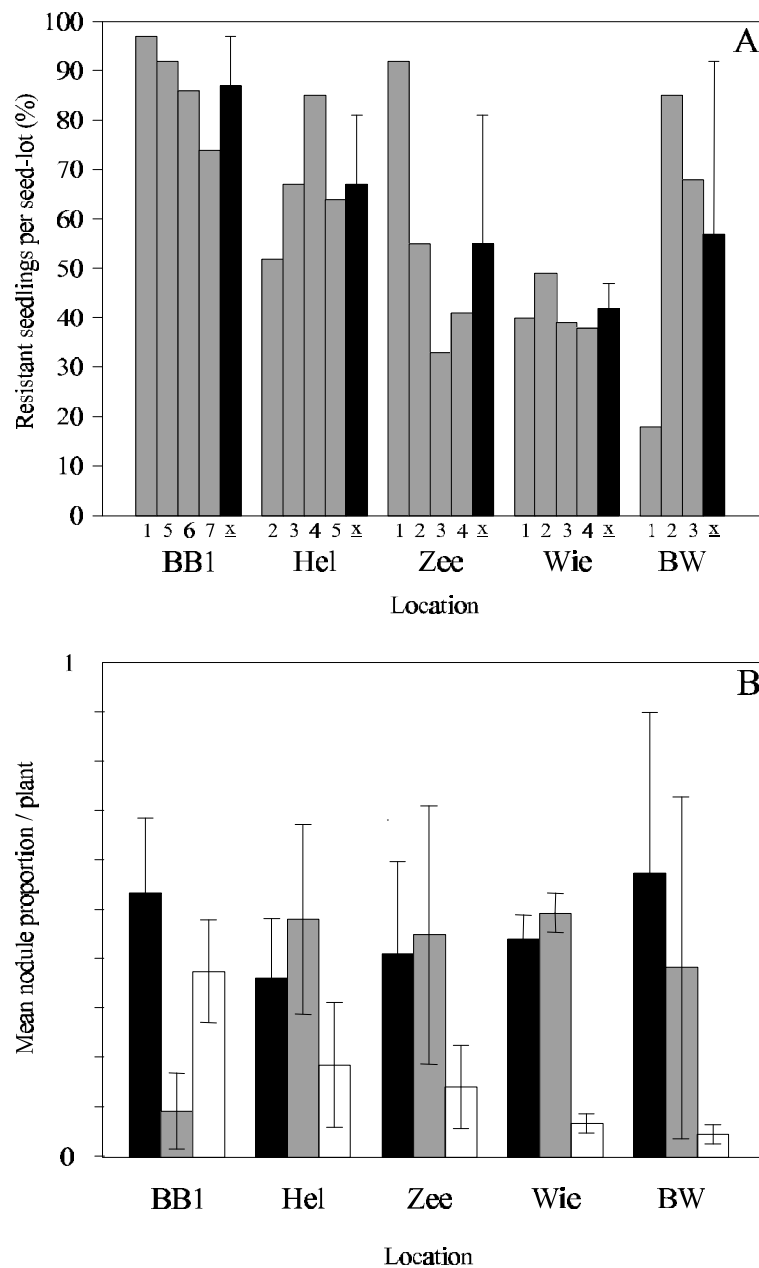 A
Resistant seedlings per seed-lot (%)
100
90
80
70
60
50
40
30
20
10
0
1 5 6 7 x 2 3 4 5 x 1 2 3 4 x 1 2 3 4 x 1 2 3 x
BB1 Hel Zee Wie BW
Location
B
Mean nodule proportion / plant
1
0
BB1 Hel Zee Wie BW
Location